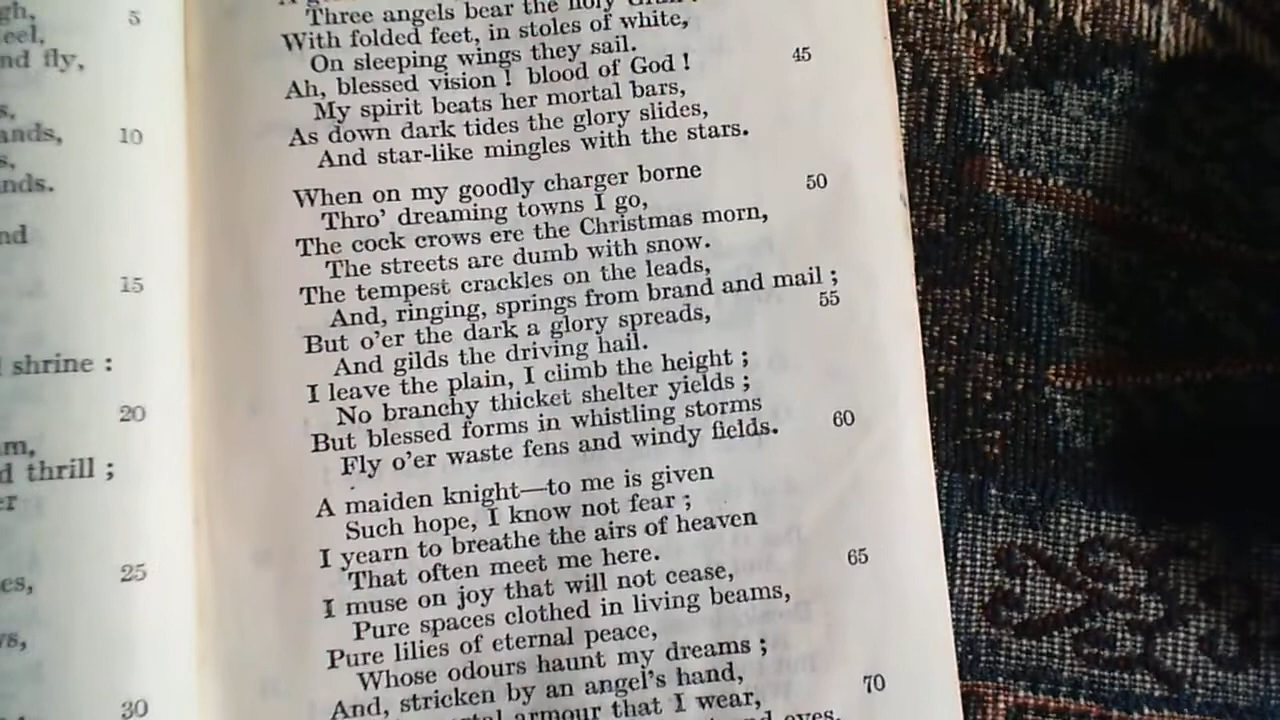 gh,
5
eel,
nd fly,
s,
ands,
10
s,
nds.
nd
15
shrine :
20
m,
d thrill ;
er
25
es,
vs,
30
Three angels bear the holy Grail :
With folded feet, in stoles of white,
On sleeping wings they sail.
45
Ah, blessed vision ! blood of God !
My spirit beats her mortal bars,
As down dark tides the glory slides,
And star-like mingles with the stars.
When on my goodly charger borne
50
Thro' dreaming towns I go,
The cock crows ere the Christmas morn,
The streets are dumb with snow.
The tempest crackles on the leads,
And, ringing, springs from brand and mail ;
55
But o'er the dark a glory spreads,
And gilds the driving hail.
I leave the plain, I climb the height ;
No branchy thicket shelter yields ;
But blessed forms in whistling storms
60
Fly o'er waste fens and windy fields.
A maiden knight—to me is given
Such hope, I know not fear ;
I yearn to breathe the airs of heaven
That often meet me here.
65
I muse on joy that will not cease,
Pure spaces clothed in living beams,
Pure lilies of eternal peace,
Whose odours haunt my dreams ;
And, stricken by an angel's hand,
70
armour that I wear,
eyes,